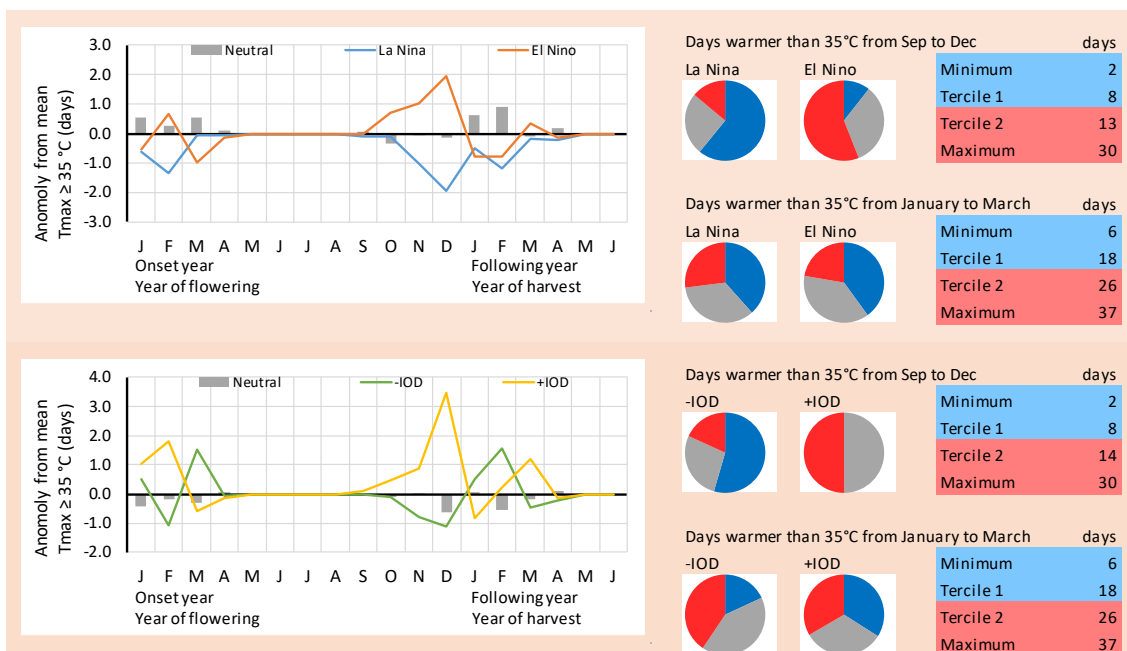 3.0
2.0
1.0
0.0
-1.0
-2.0
-3.0
Anomoly from mean
Tmax ≥ 35 °C (days)
Neutral La Nina El Nino
J F M A M J J A S O N D J F M A M J
Onset year Following year
Year of flowering Year of harvest
Days warmer than 35°C from Sep to Dec days
La Nina El Nino
Minimum 2
Tercile 1 8
Tercile 2 13
Maximum 30
Days warmer than 35°C from January to March days
La Nina El Nino
Minimum 6
Tercile 1 18
Tercile 2 26
Maximum 37
4.0
3.0
2.0
1.0
0.0
-1.0
-2.0
Anomoly from mean
Tmax ≥ 35 °C (days)
Neutral -IOD +IOD
J F M A M J J A S O N D J F M A M J
Onset year Following year
Year of flowering Year of harvest
Days warmer than 35°C from Sep to Dec days
-IOD +IOD
Minimum 2
Tercile 1 8
Tercile 2 14
Maximum 30
Days warmer than 35°C from January to March days
-IOD +IOD
Minimum 6
Tercile 1 18
Tercile 2 26
Maximum 37